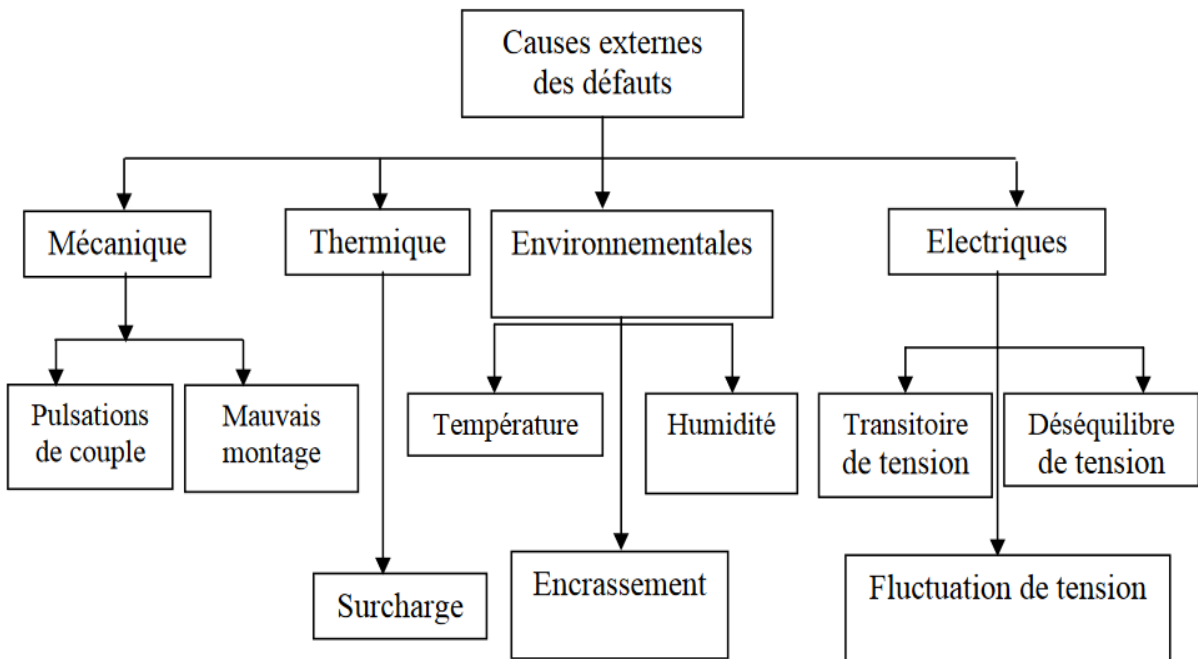 Causes externes
des défauts
Mécanique
Thermique
Environnementales
Electriques
Pulsations
de couple
Mauvais
montage
Température
Humidité
Transitoire
de tension
Déséquilibre
de tension
Surcharge
Encrassement
Fluctuation de tension